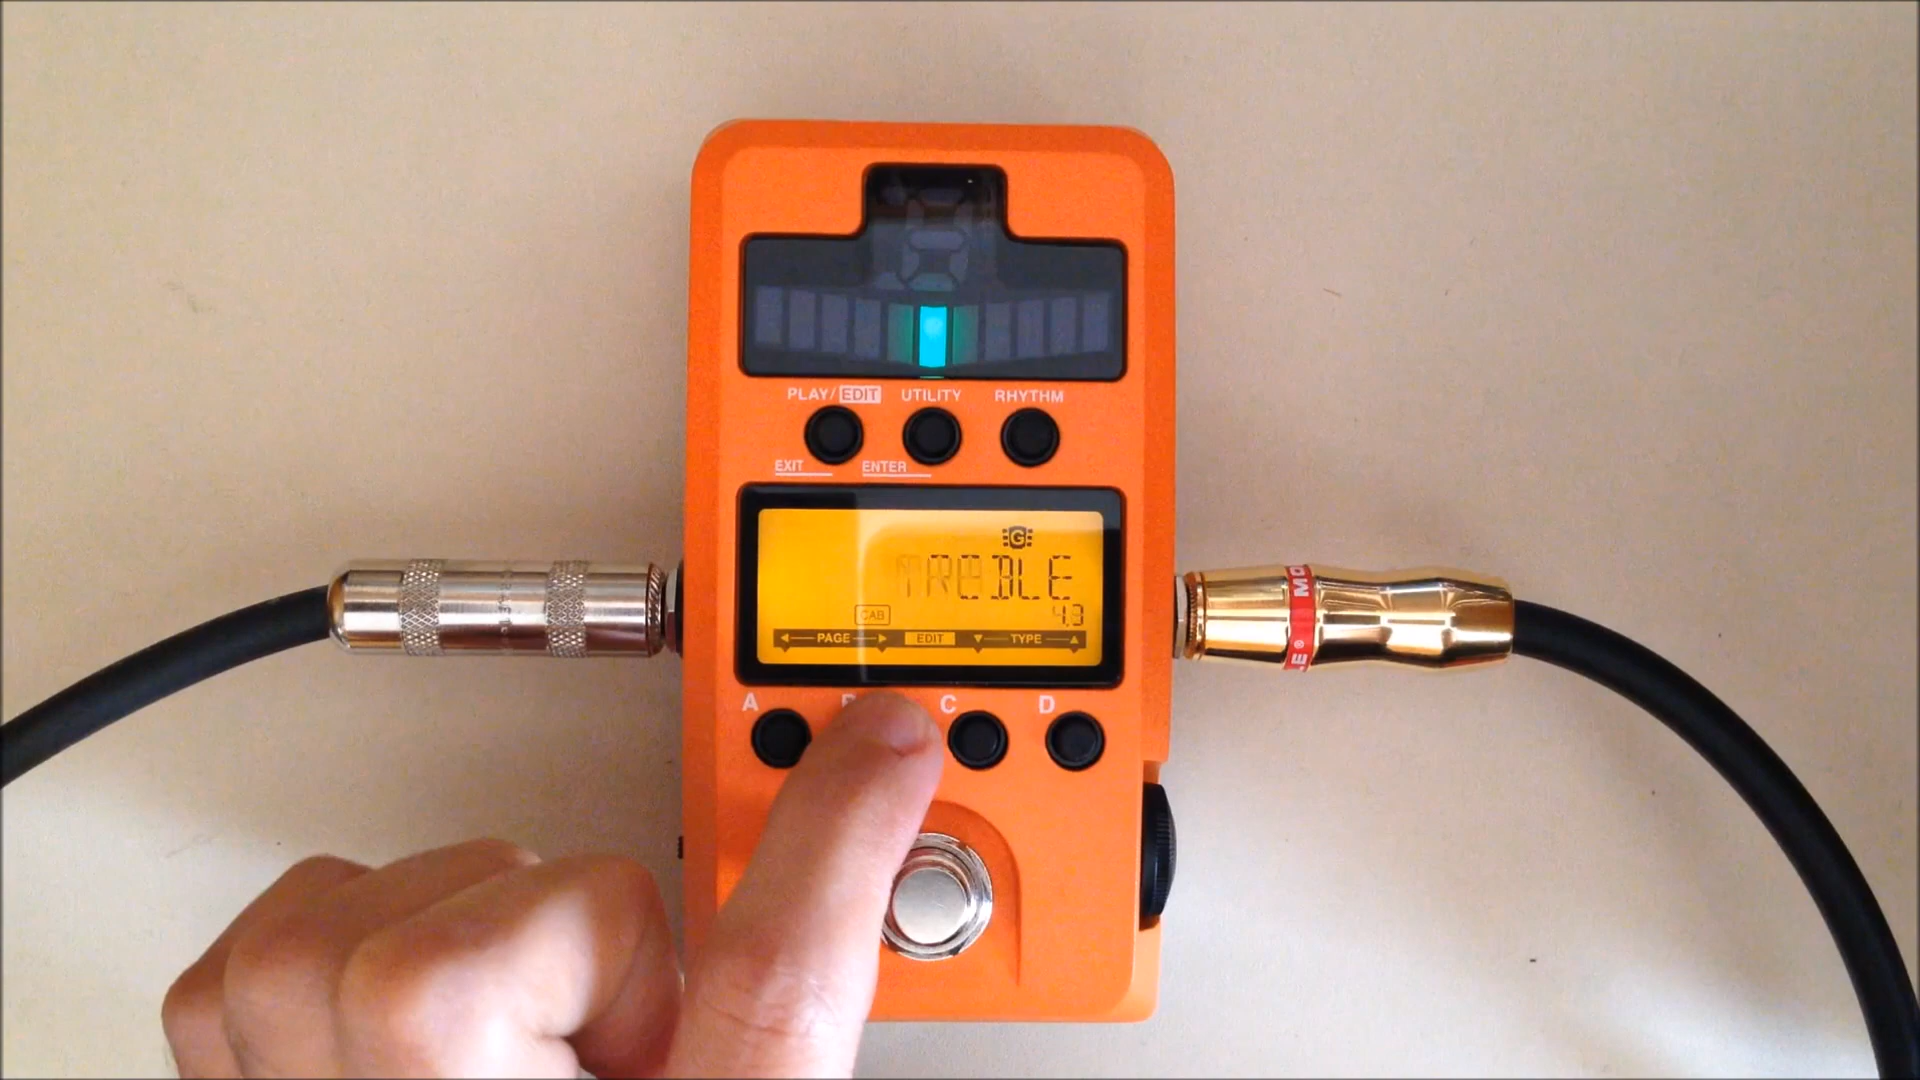 PLAY/EDIT UTILITY RHYTHM
EXIT ENTER
G
TREBLE
CAB 4.3
PAGE EDIT TYPE
A B C D